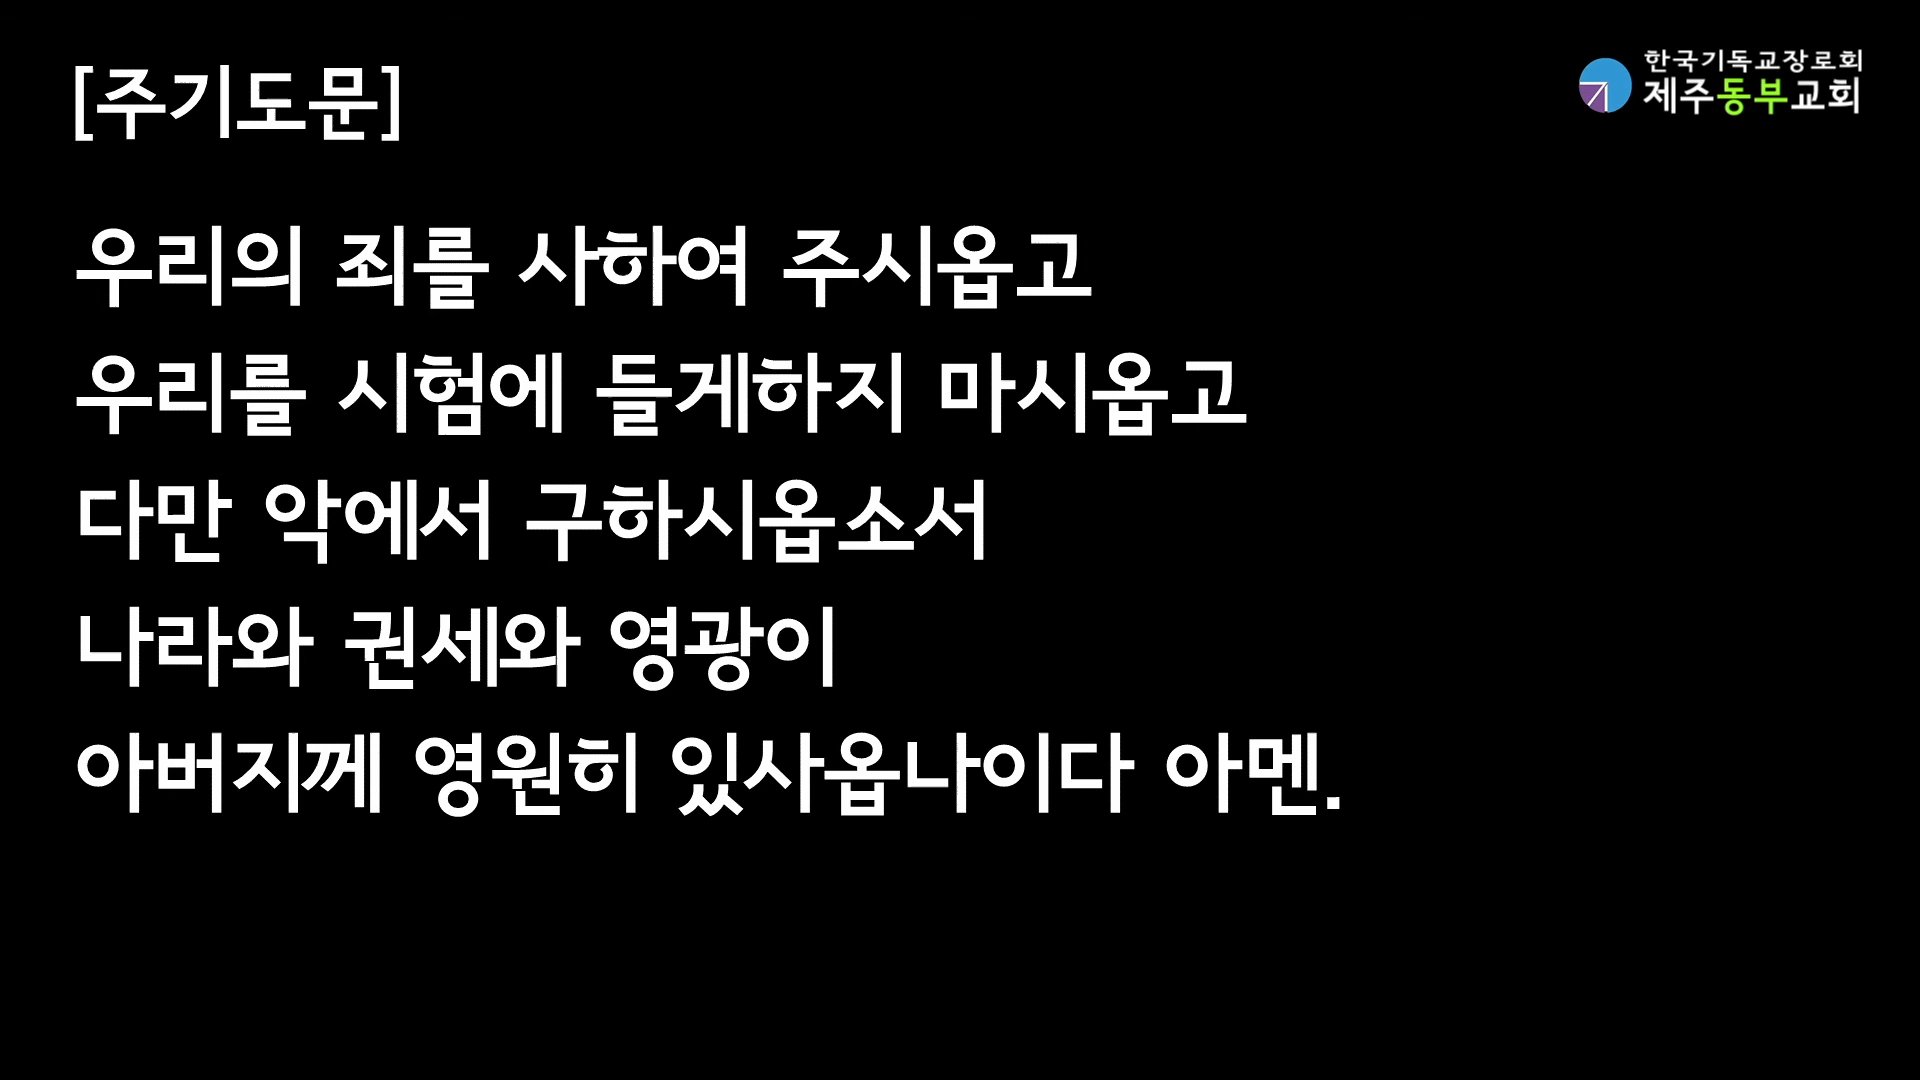 [주기도문]
한국기독교장로회
제주동부교회
우리의 죄를 사하여 주시옵고
우리를 시험에 들게하지 마시옵고
다만 악에서 구하시옵소서
나라와 권세와 영광이
아버지께 영원히 있사옵나이다 아멘.